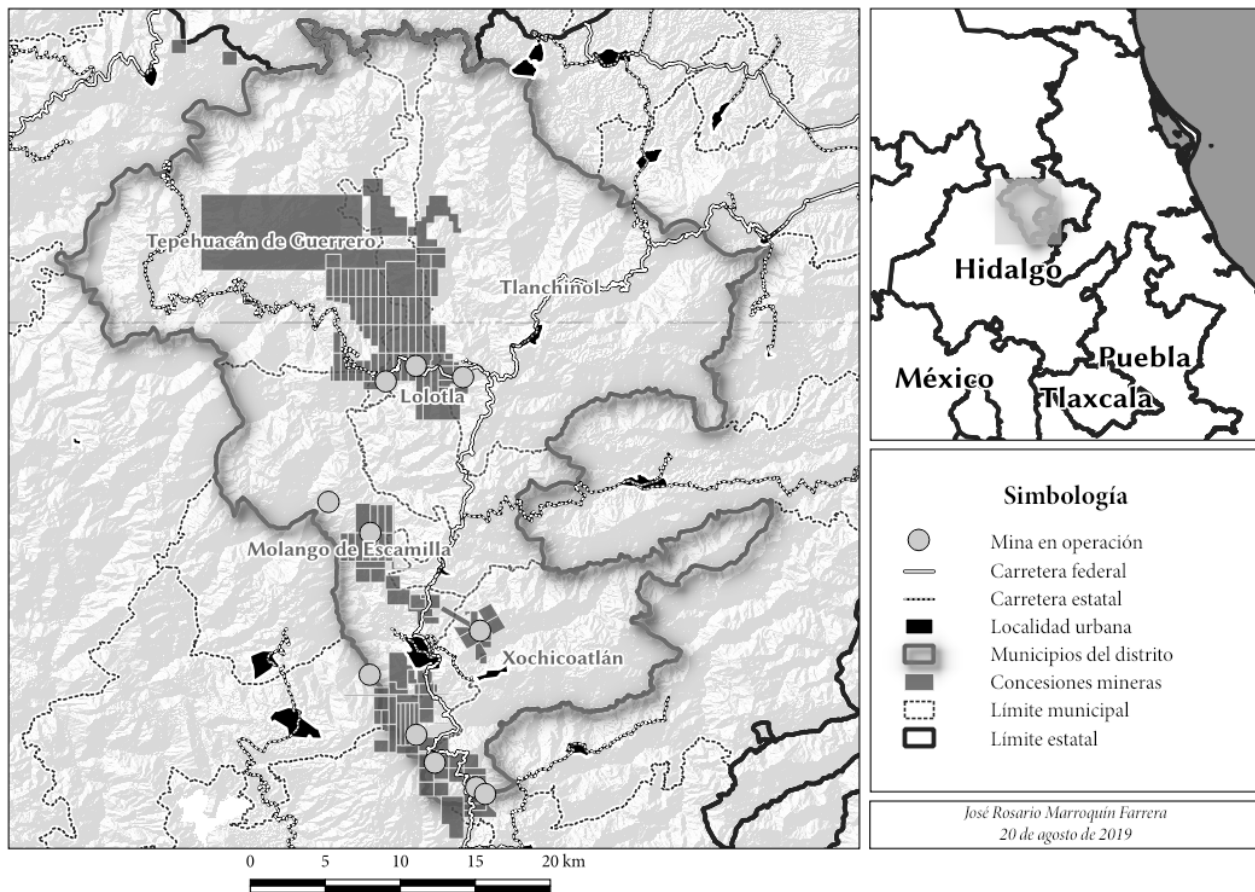 Tepehuacán de Guerrero
Tlanchinol
Lolotla
Molango de Escamilla
Xochicoatlán
0 5 10 15 20 km
Hidalgo
Puebla
México
Tlaxcala
Simbología
Mina en operación
Carretera federal
Carretera estatal
Localidad urbana
Municipios del distrito
Concesiones mineras
Límite municipal
Límite estatal
José Rosario Marroquín Farrera
20 de agosto de 2019